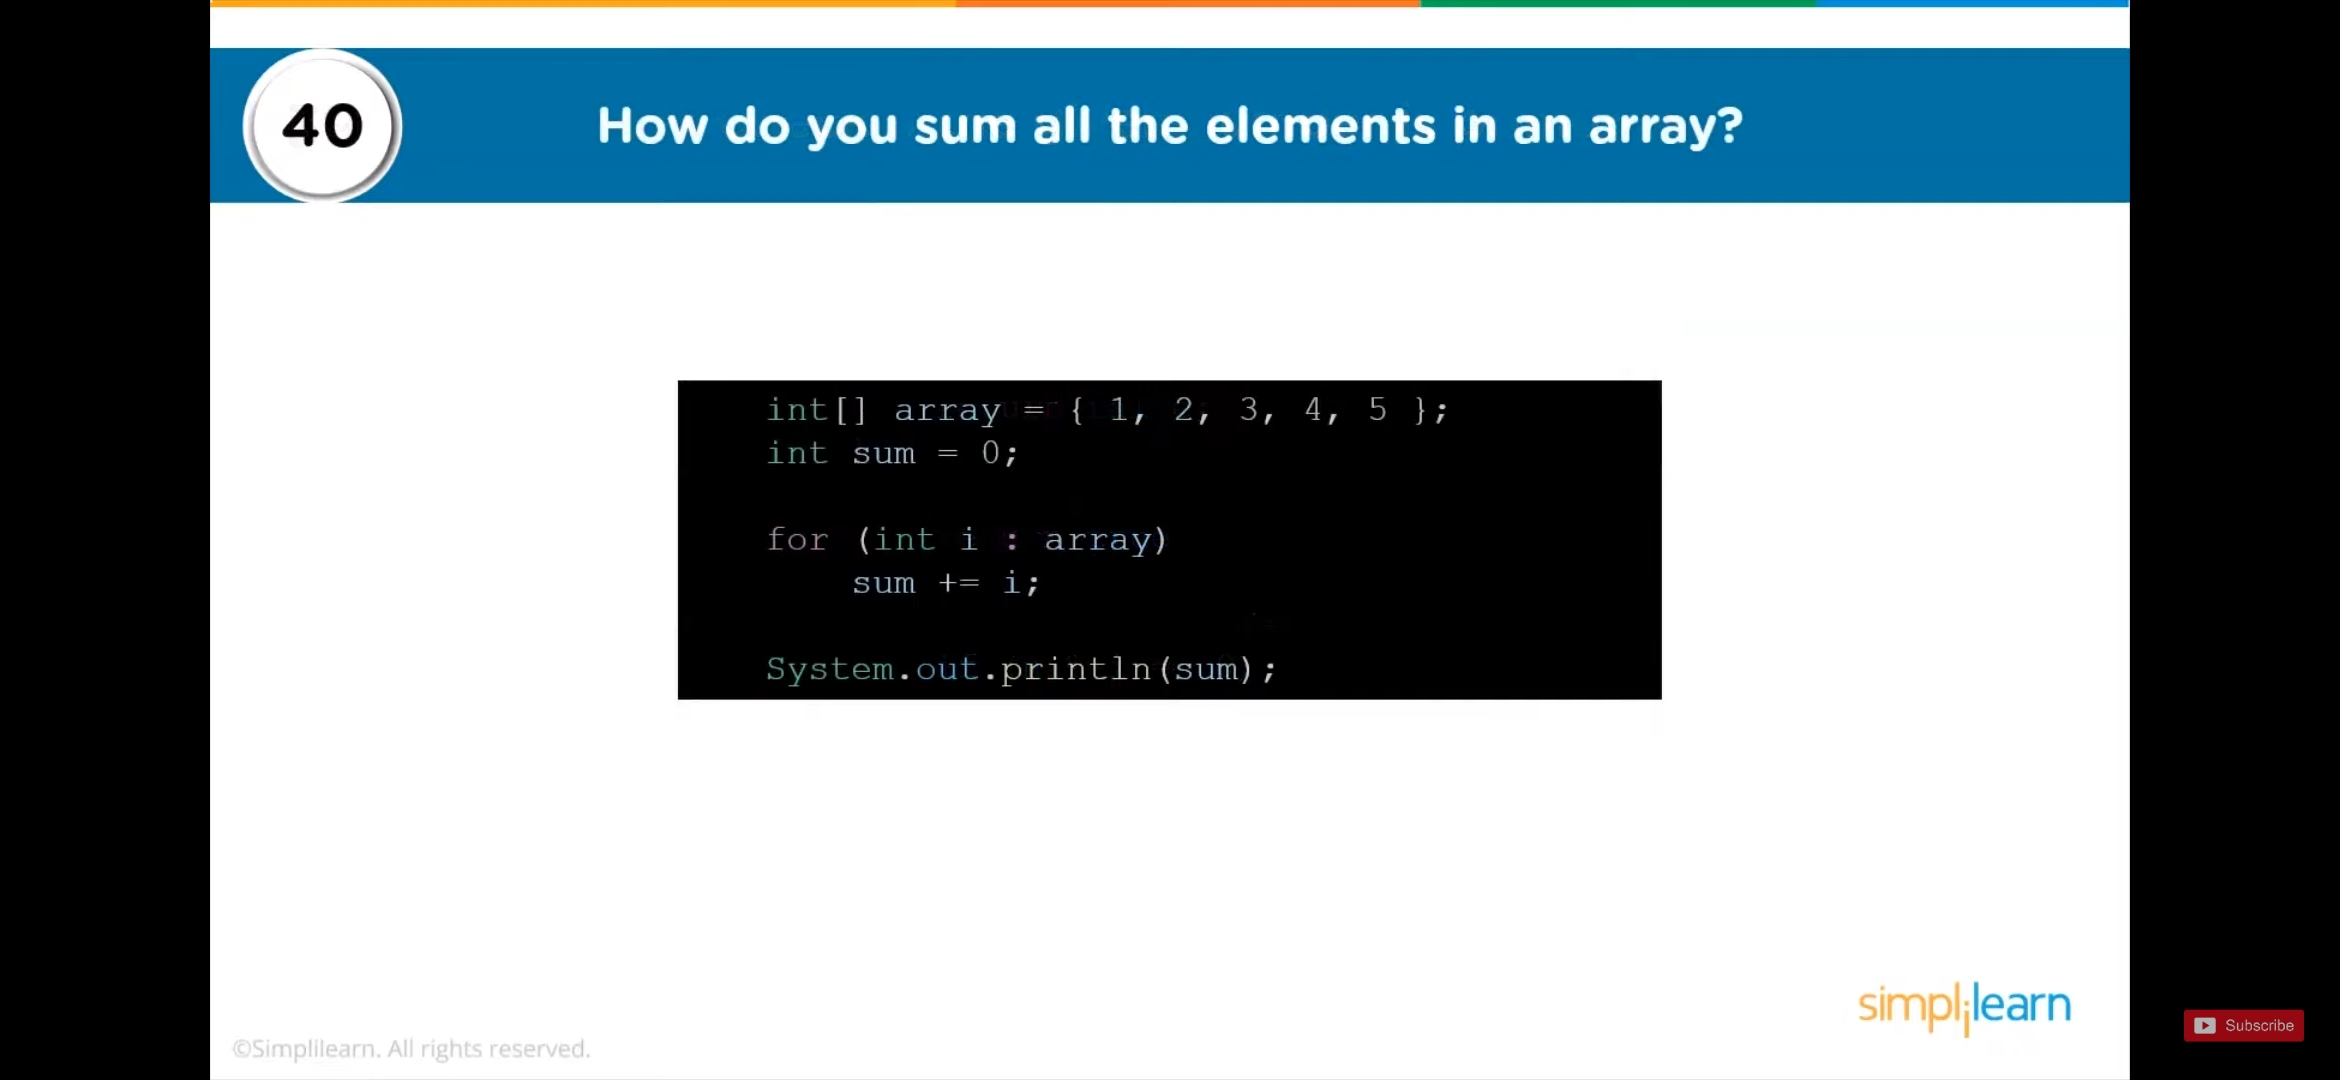 40
How do you sum all the elements in an array?
int[] array = { 1, 2, 3, 4, 5 };
int sum = 0;
for (int i : array)
sum += i;
System.out.println(sum);
simplilearn
©Simplilearn. All rights reserved.
Subscribe